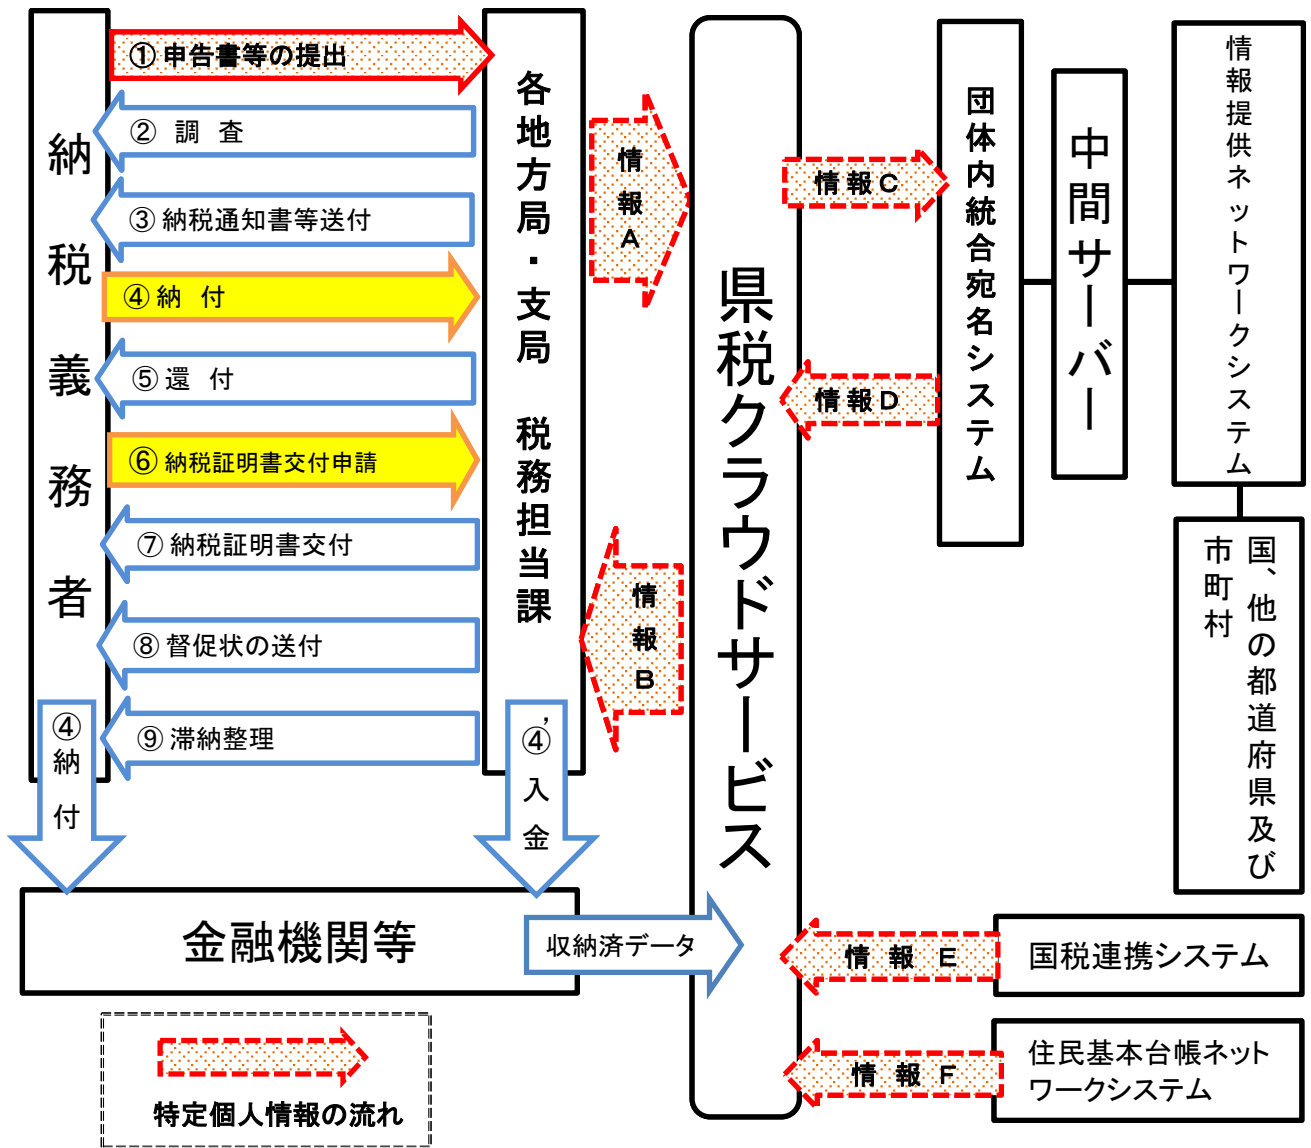 納税義務者
① 申告書等の提出
② 調 査
③ 納税通知書等送付
④ 納 付
⑤ 還 付
⑥ 納税証明書交付申請
⑦ 納税証明書交付
⑧ 督促状の送付
⑨ 滞納整理
各地方局・支局 税務担当課
情報A
情報B
県税クラウドサービス
情報C
情報D
団体内統合宛名システム
中間サーバー
情報提供ネットワークシステム
国、他の都道府県及び
市町村
④納付
④'入金
金融機関等
収納済データ
情 報 E
国税連携システム
情 報 F
住民基本台帳ネット
ワークシステム
特定個人情報の流れ